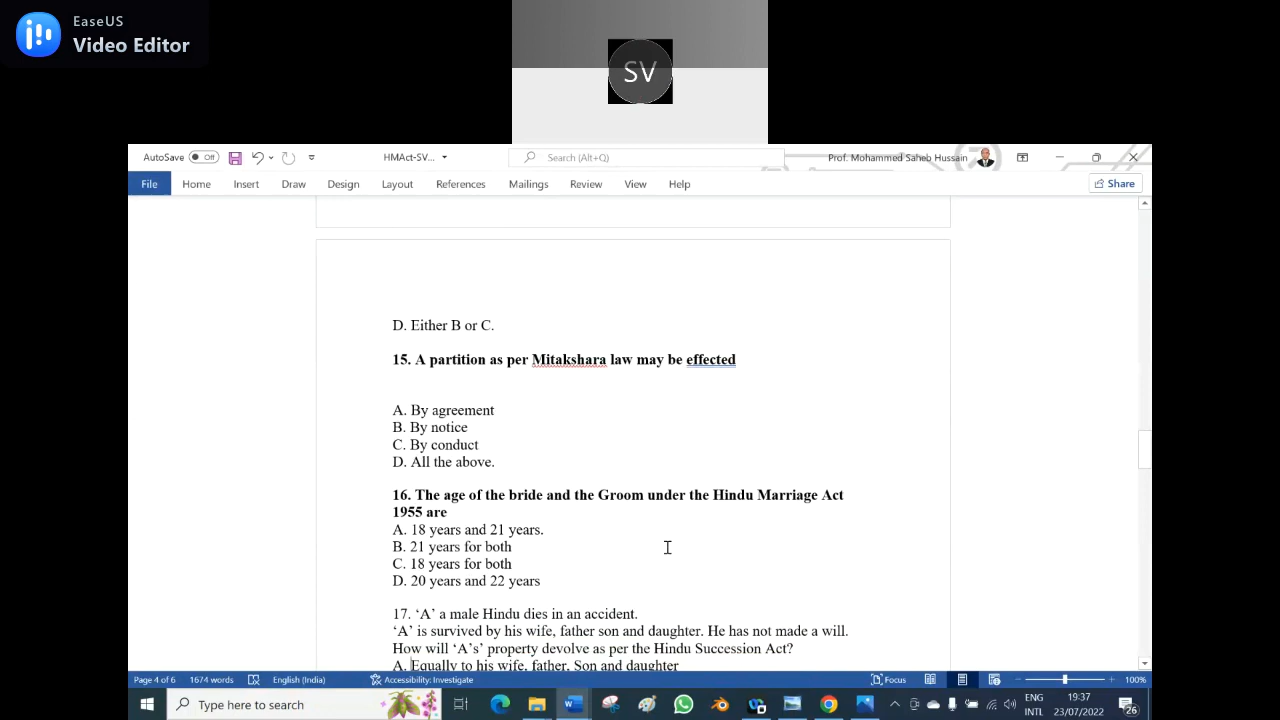 EaseUS
Video Editor
SV
AutoSave Off HMAct-SV... Search (Alt+Q) Prof. Mohammed Saheb Hussain
File Home Insert Draw Design Layout References Mailings Review View Help Share
D. Either B or C.
15. A partition as per Mitakshara law may be effected
A. By agreement
B. By notice
C. By conduct
D. All the above.
16. The age of the bride and the Groom under the Hindu Marriage Act
1955 are
A. 18 years and 21 years.
B. 21 years for both
C. 18 years for both
D. 20 years and 22 years
17. ‘A’ a male Hindu dies in an accident.
‘A’ is survived by his wife, father son and daughter. He has not made a will.
How will ‘A’s’ property devolve as per the Hindu Succession Act?
A. Equally to his wife, father, Son and daughter
Page 4 of 6 1674 words English (India) Accessibility: Investigate Focus 100%
Type here to search ENG 19:37
INTL 23/07/2022 26